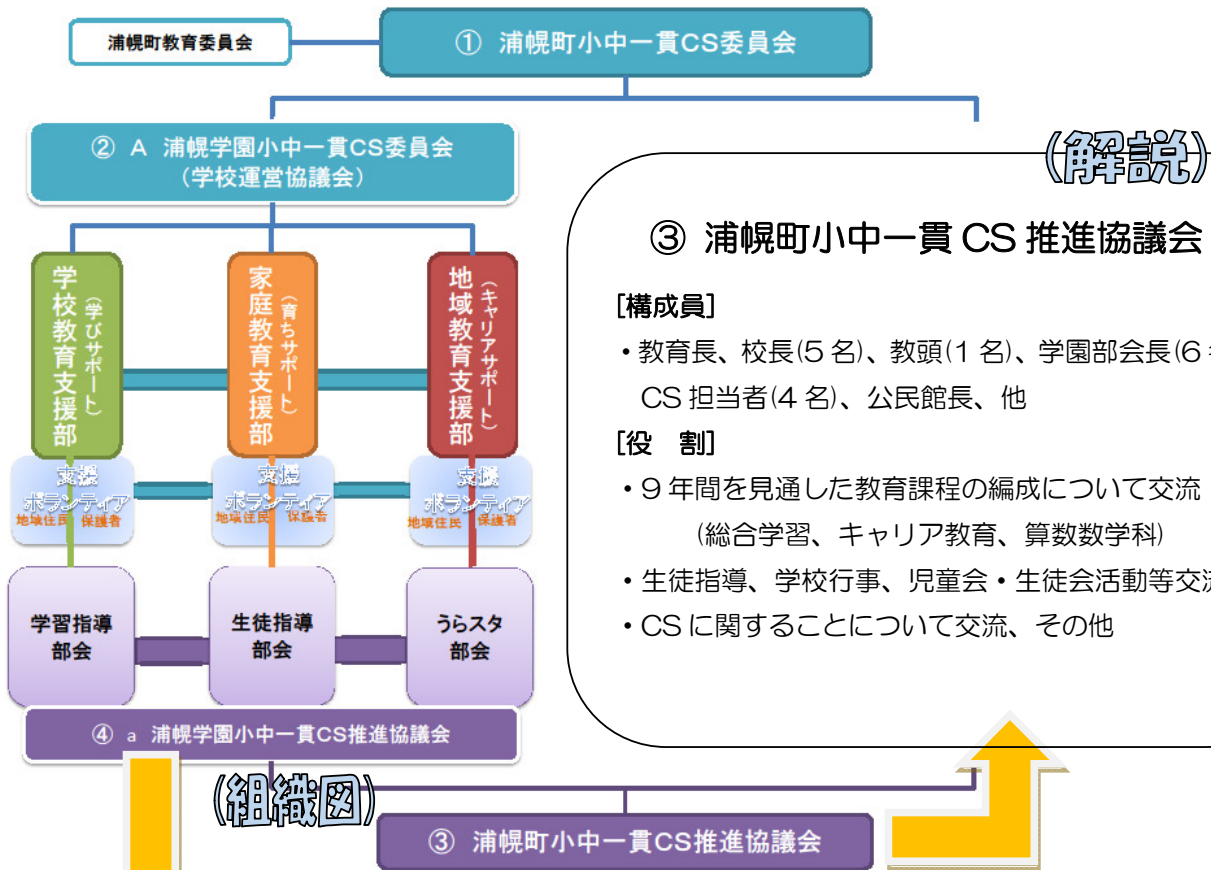 浦幌町教育委員会
① 浦幌町小中一貫CS委員会
② A 浦幌学園小中一貫CS委員会
(学校運営協議会)
学校教育支援部
(学びサポート)
家庭教育支援部
(育ちサポート)
地域教育支援部
(キャリアサポート)
支援
ボランティア
地域住民 保護者
支援
ボランティア
地域住民 保護者
支援
ボランティア
地域住民 保護者
学習指導
部会
生徒指導
部会
うらスタ
部会
④ a 浦幌学園小中一貫CS推進協議会
(組織図)
③ 浦幌町小中一貫CS推進協議会
(解説)
③ 浦幌町小中一貫 CS 推進協議会
[構成員]
・教育長、校長(5 名)、教頭(1 名)、学園部会長(6
CS 担当者(4 名)、公民館長、他
[役 割]
・9 年間を見通した教育課程の編成について交流
(総合学習、キャリア教育、算数数学科)
・生徒指導、学校行事、児童会・生徒会活動等交流
・CS に関することについて交流、その他